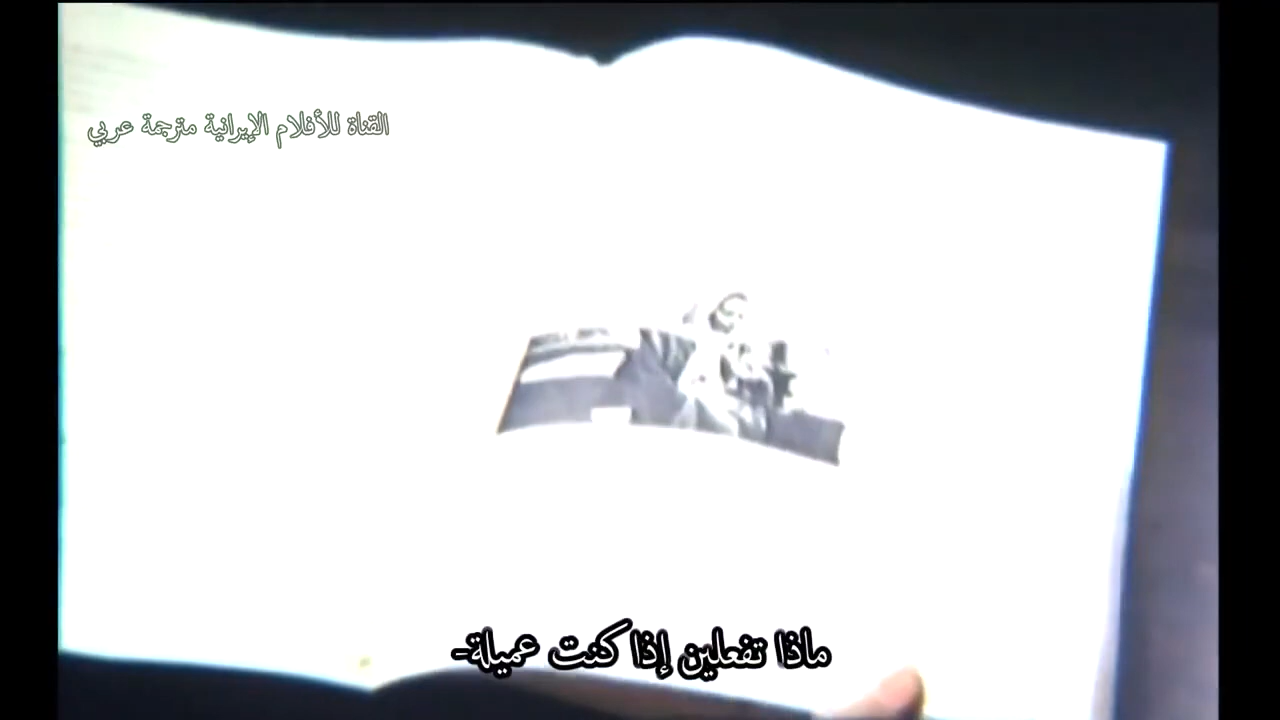 القناة للأفلام الإيرانية مترجمة عربي
ماذا تفعلين إذا كنت عميلة-